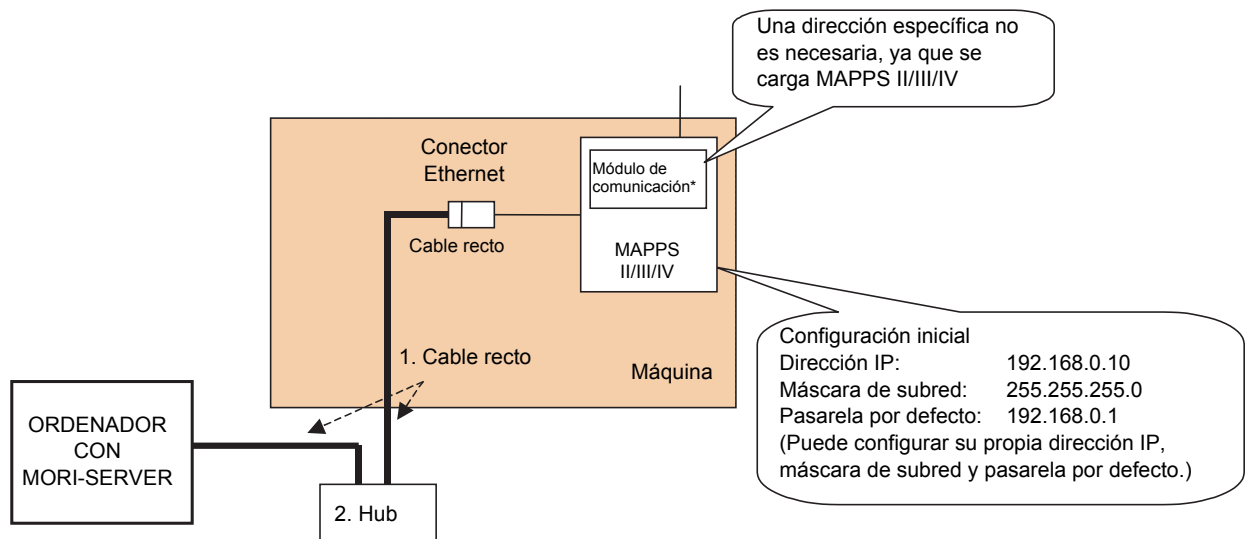 Una dirección específica no
es necesaria, ya que se
carga MAPPS II/III/IV
Conector
Ethernet
Módulo de
comunicación*
Cable recto
MAPPS
II/III/IV
1. Cable recto
Máquina
Configuración inicial
Dirección IP: 192.168.0.10
Máscara de subred: 255.255.255.0
Pasarela por defecto: 192.168.0.1
(Puede configurar su propia dirección IP,
máscara de subred y pasarela por defecto.)
ORDENADOR
CON
MORI-SERVER
2. Hub